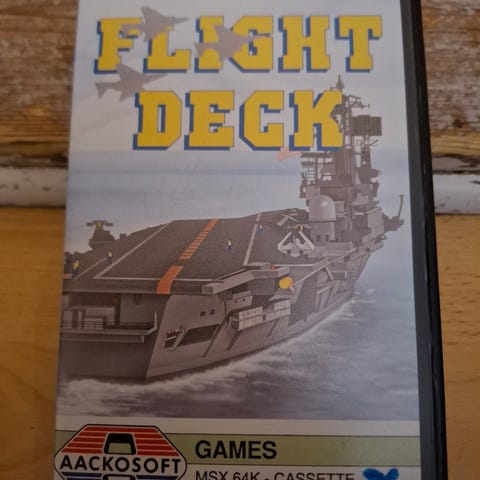 FLIGHT
DECK
AACKOSOFT
GAMES
MSX 64K - CASSETTE